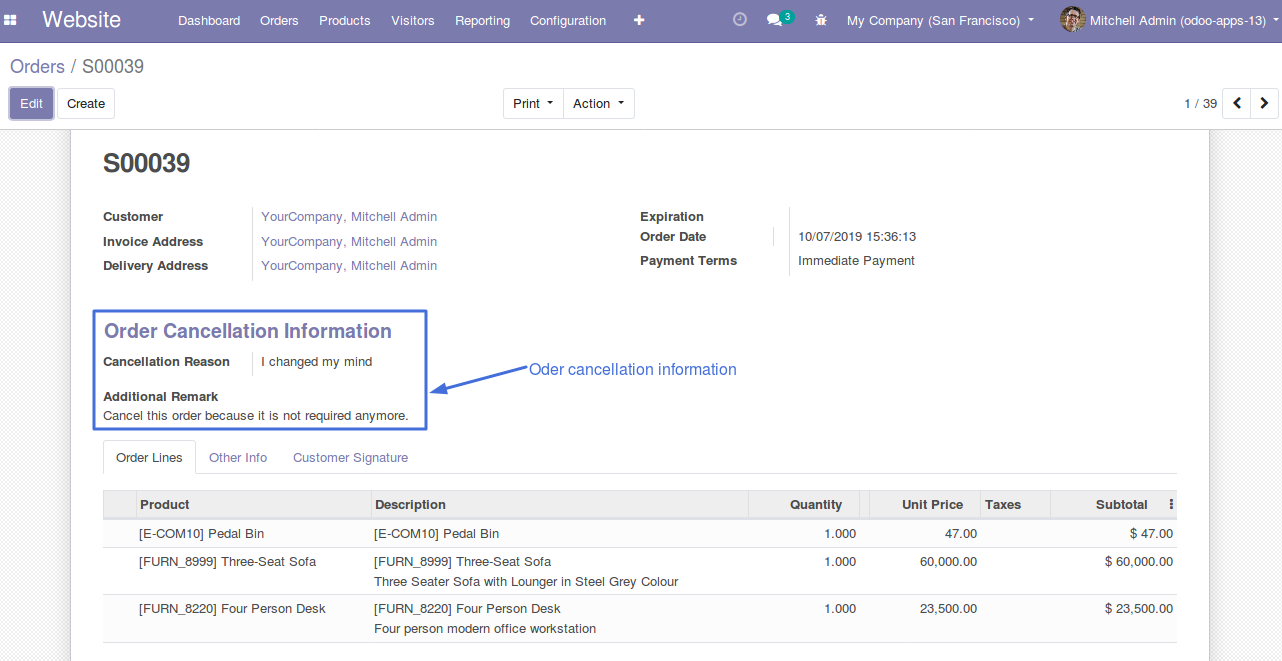 Website Dashboard Orders Products Visitors Reporting Configuration 3 My Company (San Francisco) Mitchell Admin (odoo-apps-13)
Orders / S00039
Edit Create Print Action 1 / 39
S00039
Customer YourCompany, Mitchell Admin Expiration
Invoice Address YourCompany, Mitchell Admin Order Date 10/07/2019 15:36:13
Delivery Address YourCompany, Mitchell Admin Payment Terms Immediate Payment
Order Cancellation Information
Cancellation Reason I changed my mind
Oder cancellation information
Additional Remark
Cancel this order because it is not required anymore.
Order Lines Other Info Customer Signature
Product Description Quantity Unit Price Taxes Subtotal
[E-COM10] Pedal Bin [E-COM10] Pedal Bin 1.000 47.00 $ 47.00
[FURN_8999] Three-Seat Sofa [FURN_8999] Three-Seat Sofa 1.000 60,000.00 $ 60,000.00
Three Seater Sofa with Lounger in Steel Grey Colour
[FURN_8220] Four Person Desk [FURN_8220] Four Person Desk 1.000 23,500.00 $ 23,500.00
Four person modern office workstation